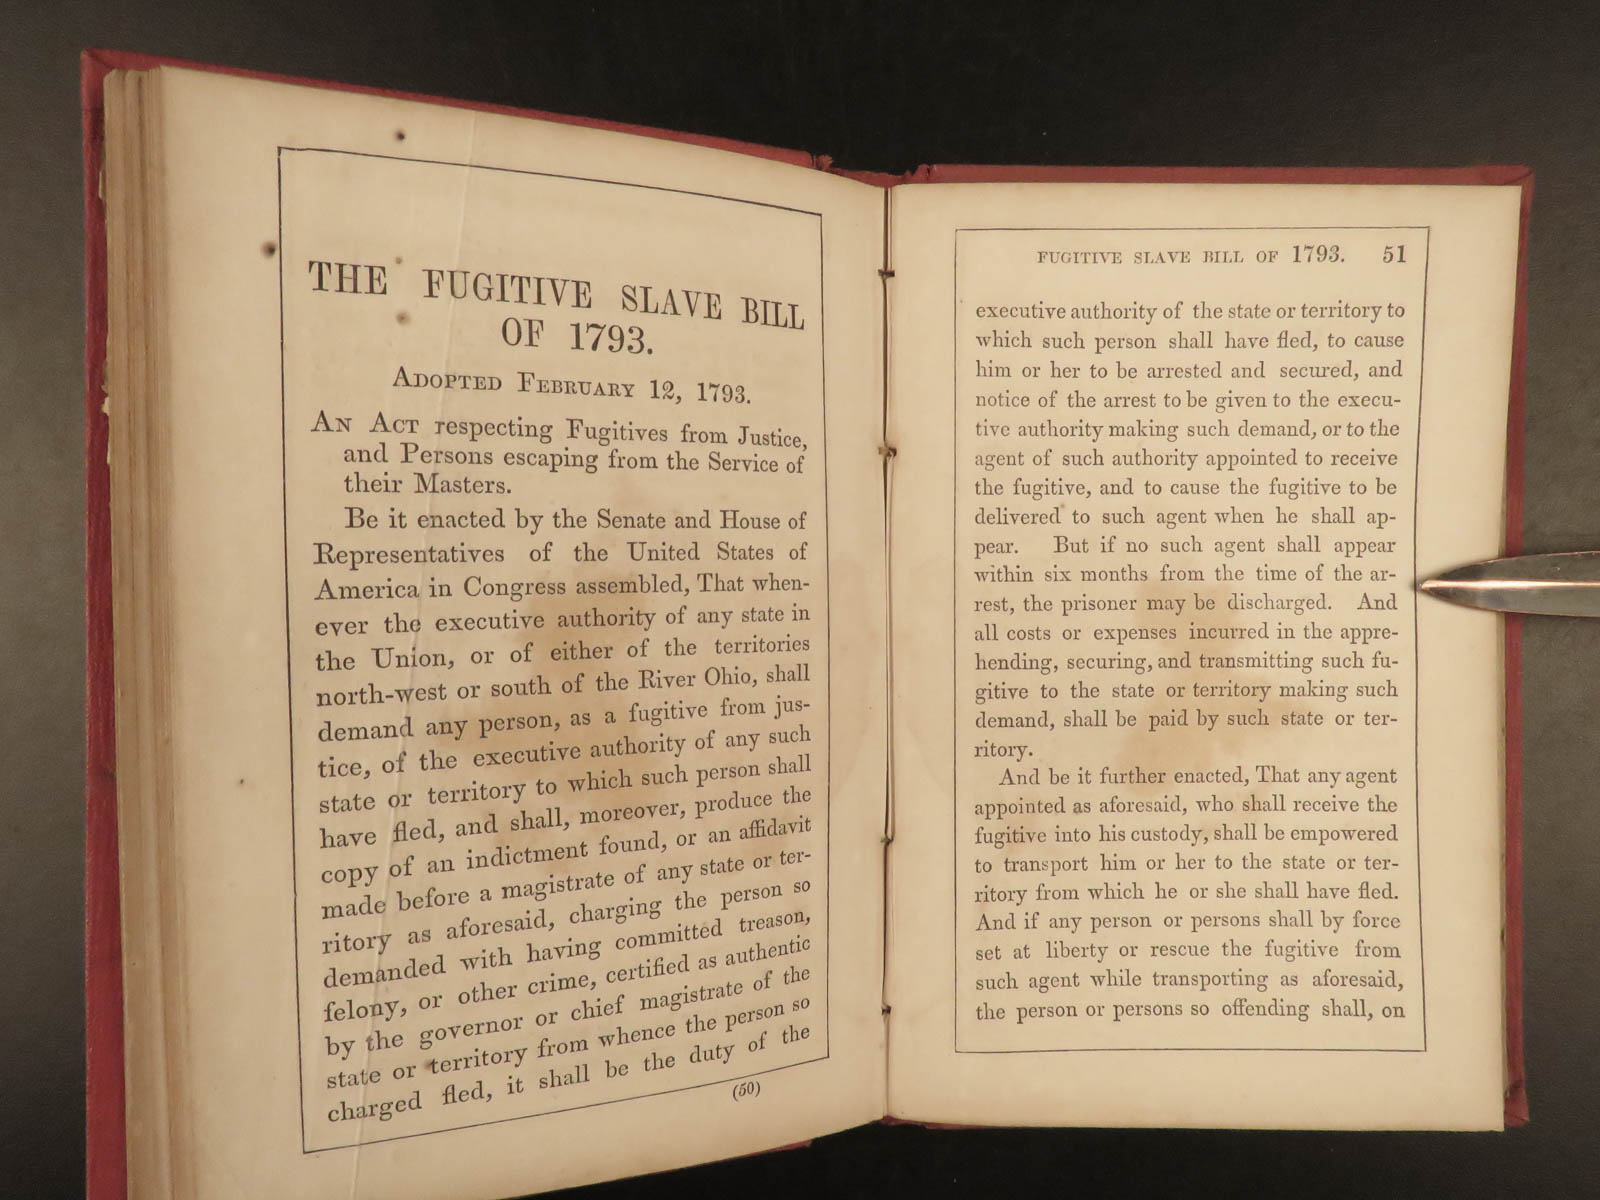 THE FUGITIVE SLAVE BILL
OF 1793.
ADOPTED FEBRUARY 12, 1793.
AN ACT respecting Fugitives from Justice,
and Persons escaping from the Service of
their Masters.
Be it enacted by the Senate and House of
Representatives of the United States of
America in Congress assembled, That when-
ever the executive authority of any state in
the Union, or of either of the territories
north-west or south of the River Ohio, shall
demand any person, as a fugitive from jus-
tice, of the executive authority of any such
state or territory to which such person shall
have fled, and shall, moreover, produce the
copy of an indictment found, or an affidavit
made before a magistrate of any state or ter-
ritory as aforesaid, charging the person so
demanded with having committed treason,
felony, or other crime, certified as authentic
by the governor or chief magistrate of the
state or territory from whence the person so
charged fled, it shall be the duty of the
(50)
FUGITIVE SLAVE BILL OF 1793. 51
executive authority of the state or territory to
which such person shall have fled, to cause
him or her to be arrested and secured, and
notice of the arrest to be given to the execu-
tive authority making such demand, or to the
agent of such authority appointed to receive
the fugitive, and to cause the fugitive to be
delivered to such agent when he shall ap-
pear. But if no such agent shall appear
within six months from the time of the ar-
rest, the prisoner may be discharged. And
all costs or expenses incurred in the appre-
hending, securing, and transmitting such fu-
gitive to the state or territory making such
demand, shall be paid by such state or ter-
ritory.
And be it further enacted, That any agent
appointed as aforesaid, who shall receive the
fugitive into his custody, shall be empowered
to transport him or her to the state or ter-
ritory from which he or she shall have fled.
And if any person or persons shall by force
set at liberty or rescue the fugitive from
such agent while transporting as aforesaid,
the person or persons so offending shall, on